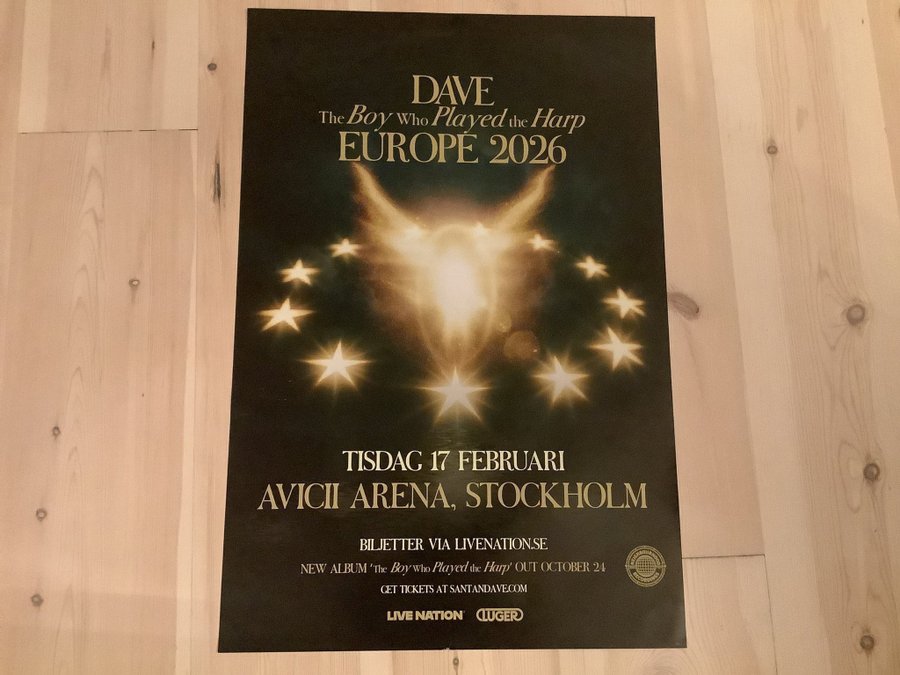 DAVE
The Boy Who Played the Harp
EUROPE 2026
TISDAG 17 FEBRUARI
AVICII ARENA, STOCKHOLM
BILJETTER VIA LIVENATION.SE
NEW ALBUM 'The Boy Who Played the Harp' OUT OCTOBER 24
GET TICKETS AT SANTANDAVE.COM
LIVE NATION LUGER